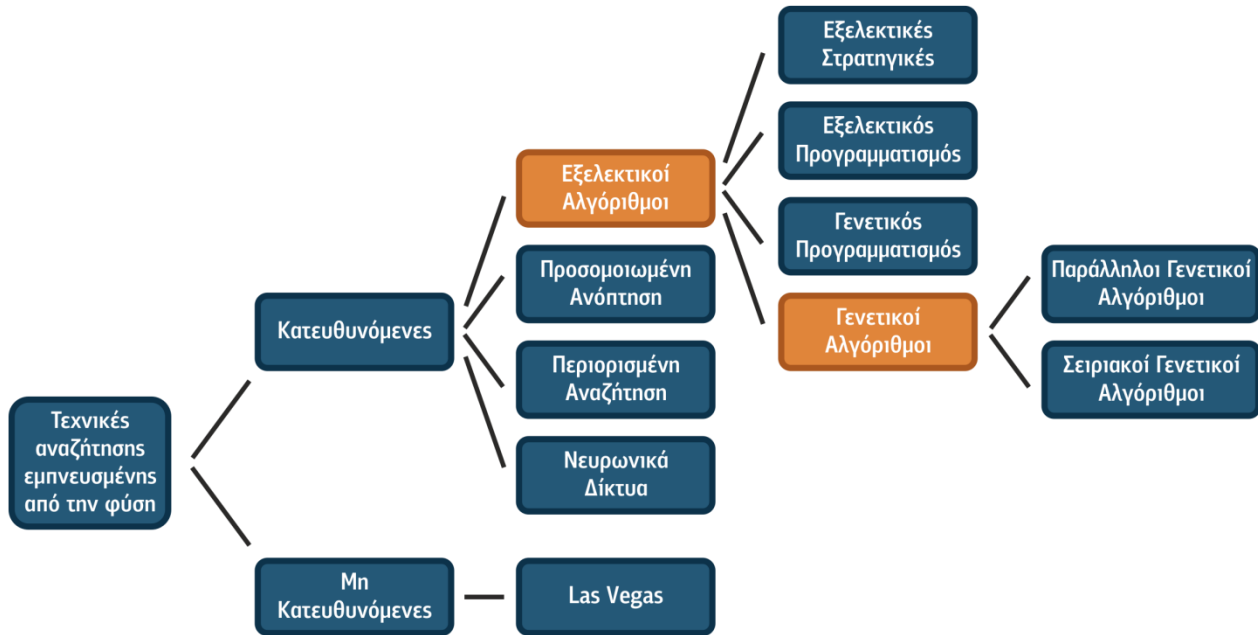 Τεχνικές
αναζήτησης
εμπνευσμένης
από την φύση
Κατευθυνόμενες
Μη
Κατευθυνόμενες
Εξελεκτικοί
Αλγόριθμοι
Προσομοιωμένη
Ανόπτηση
Περιορισμένη
Αναζήτηση
Νευρωνικά
Δίκτυα
Las Vegas
Εξελεκτικές
Στρατηγικές
Εξελεκτικός
Προγραμματισμός
Γενετικός
Προγραμματισμός
Γενετικοί
Αλγόριθμοι
Παράλληλοι Γενετικοί
Αλγόριθμοι
Σειριακοί Γενετικοί
Αλγόριθμοι